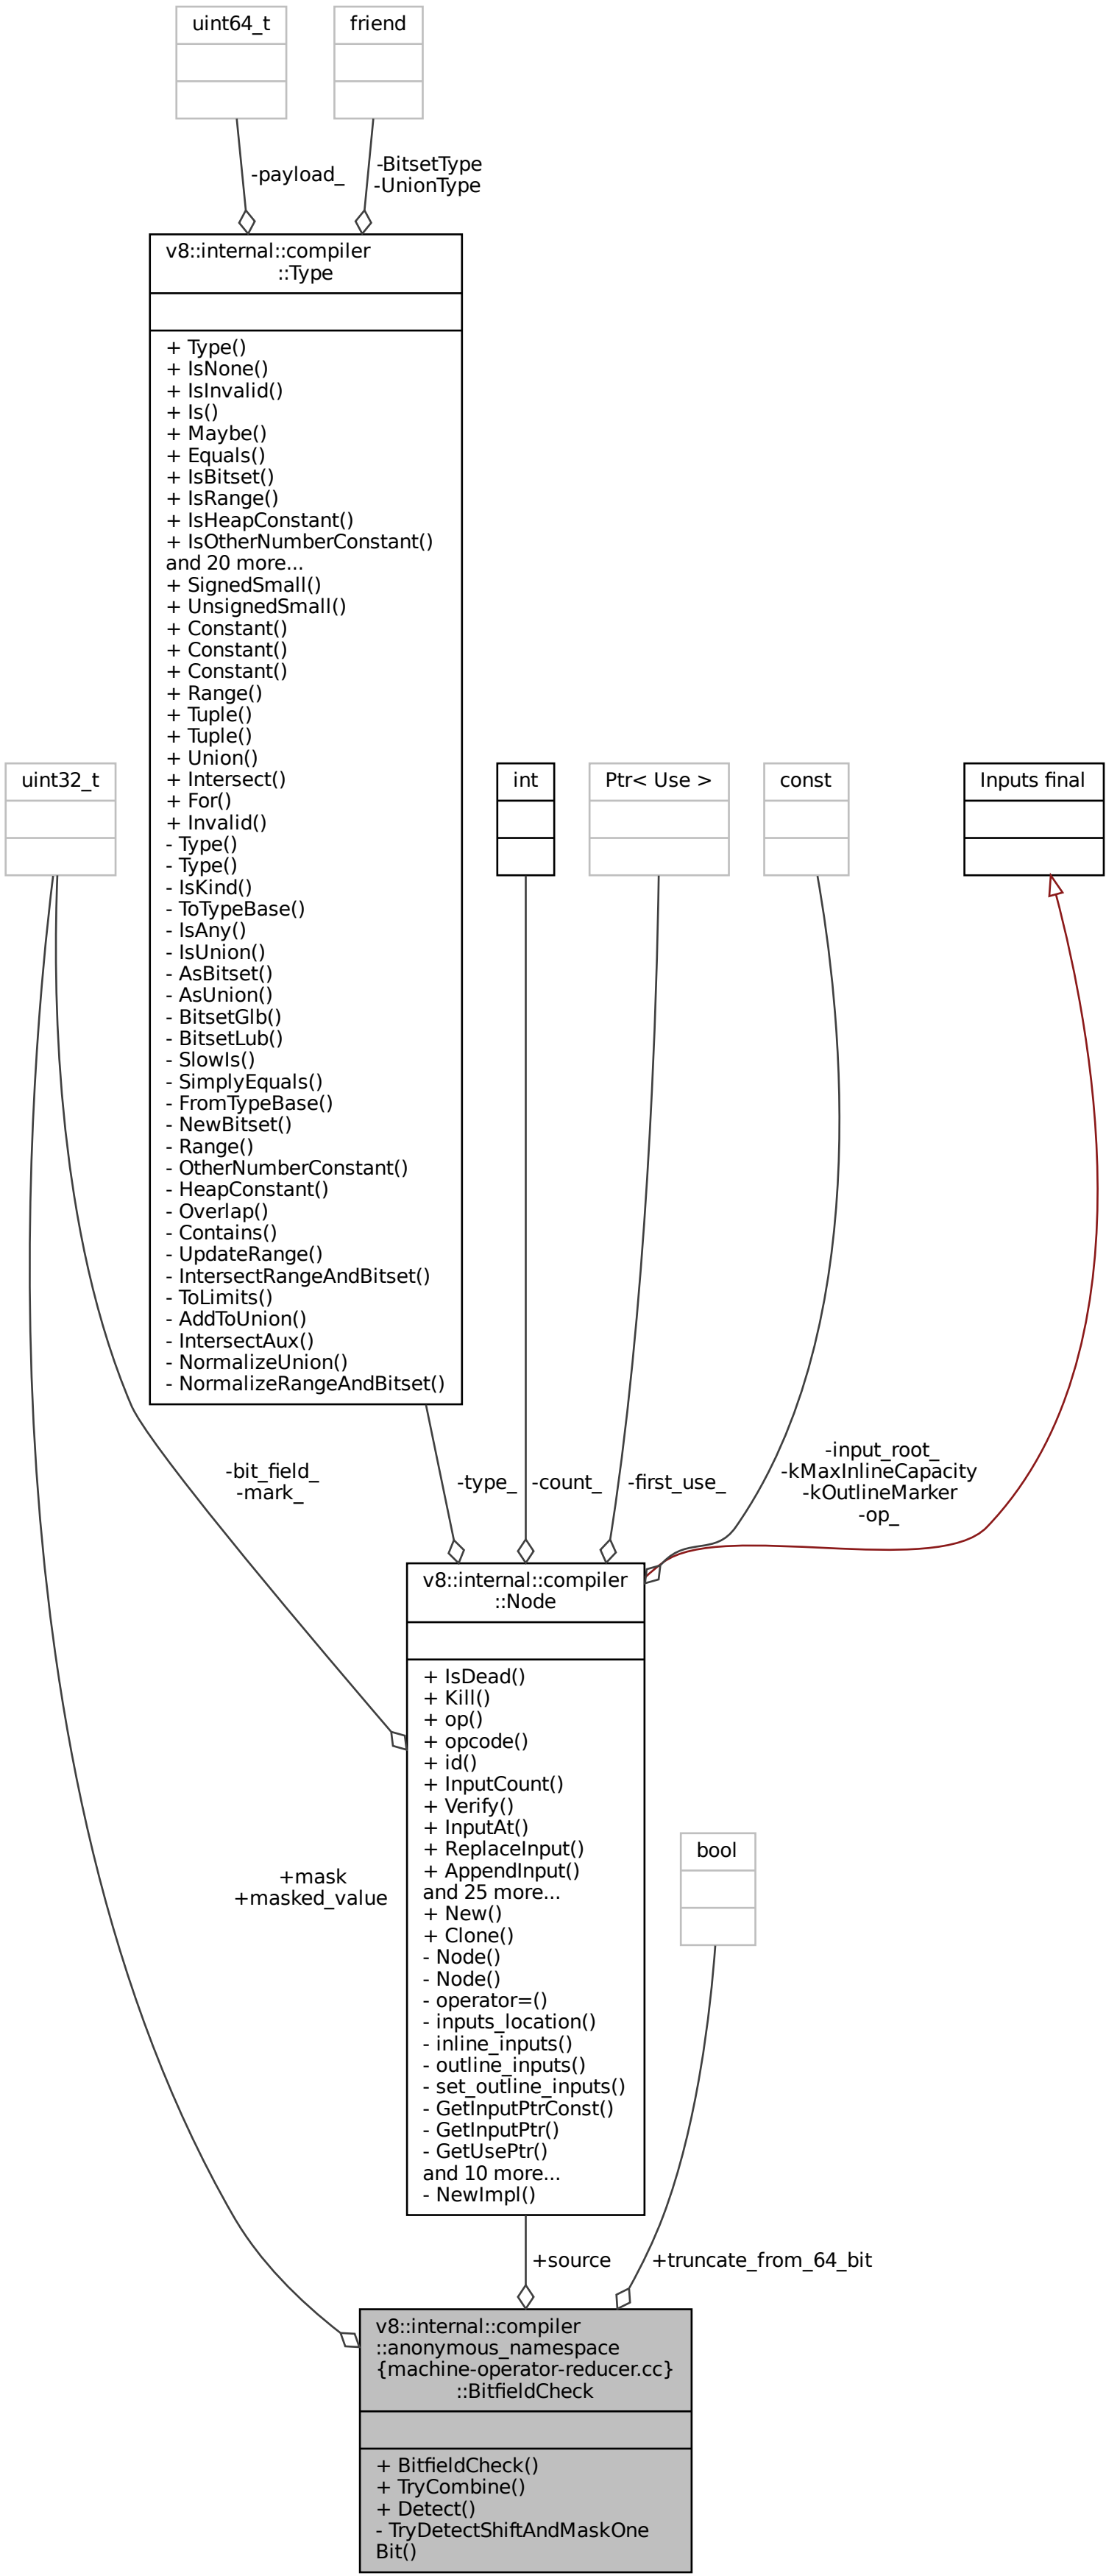 uint64_t
friend
-payload_
-BitsetType
-UnionType
v8::internal::compiler
::Type
+ Type()
+ IsNone()
+ IsInvalid()
+ Is()
+ Maybe()
+ Equals()
+ IsBitset()
+ IsRange()
+ IsHeapConstant()
+ IsOtherNumberConstant()
and 20 more...
+ SignedSmall()
+ UnsignedSmall()
+ Constant()
+ Constant()
+ Constant()
+ Range()
+ Tuple()
+ Tuple()
+ Union()
+ Intersect()
+ For()
+ Invalid()
- Type()
- Type()
- IsKind()
- ToTypeBase()
- IsAny()
- IsUnion()
- AsBitset()
- AsUnion()
- BitsetGlb()
- BitsetLub()
- SlowIs()
- SimplyEquals()
- FromTypeBase()
- NewBitset()
- Range()
- OtherNumberConstant()
- HeapConstant()
- Overlap()
- Contains()
- UpdateRange()
- IntersectRangeAndBitset()
- ToLimits()
- AddToUnion()
- IntersectAux()
- NormalizeUnion()
- NormalizeRangeAndBitset()
uint32_t
int
Ptr< Use >
const
Inputs final
-bit_field_
-mark_
-type_
-count_
-first_use_
-input_root_
-kMaxInlineCapacity
-kOutlineMarker
-op_
v8::internal::compiler
::Node
+ IsDead()
+ Kill()
+ op()
+ opcode()
+ id()
+ InputCount()
+ Verify()
+ InputAt()
+ ReplaceInput()
+ AppendInput()
and 25 more...
+ New()
+ Clone()
- Node()
- Node()
- operator=()
- inputs_location()
- inline_inputs()
- outline_inputs()
- set_outline_inputs()
- GetInputPtrConst()
- GetInputPtr()
- GetUsePtr()
and 10 more...
- NewImpl()
bool
+mask
+masked_value
+source
+truncate_from_64_bit
v8::internal::compiler
::anonymous_namespace
{machine-operator-reducer.cc}
::BitfieldCheck
+ BitfieldCheck()
+ TryCombine()
+ Detect()
- TryDetectShiftAndMaskOne
Bit()